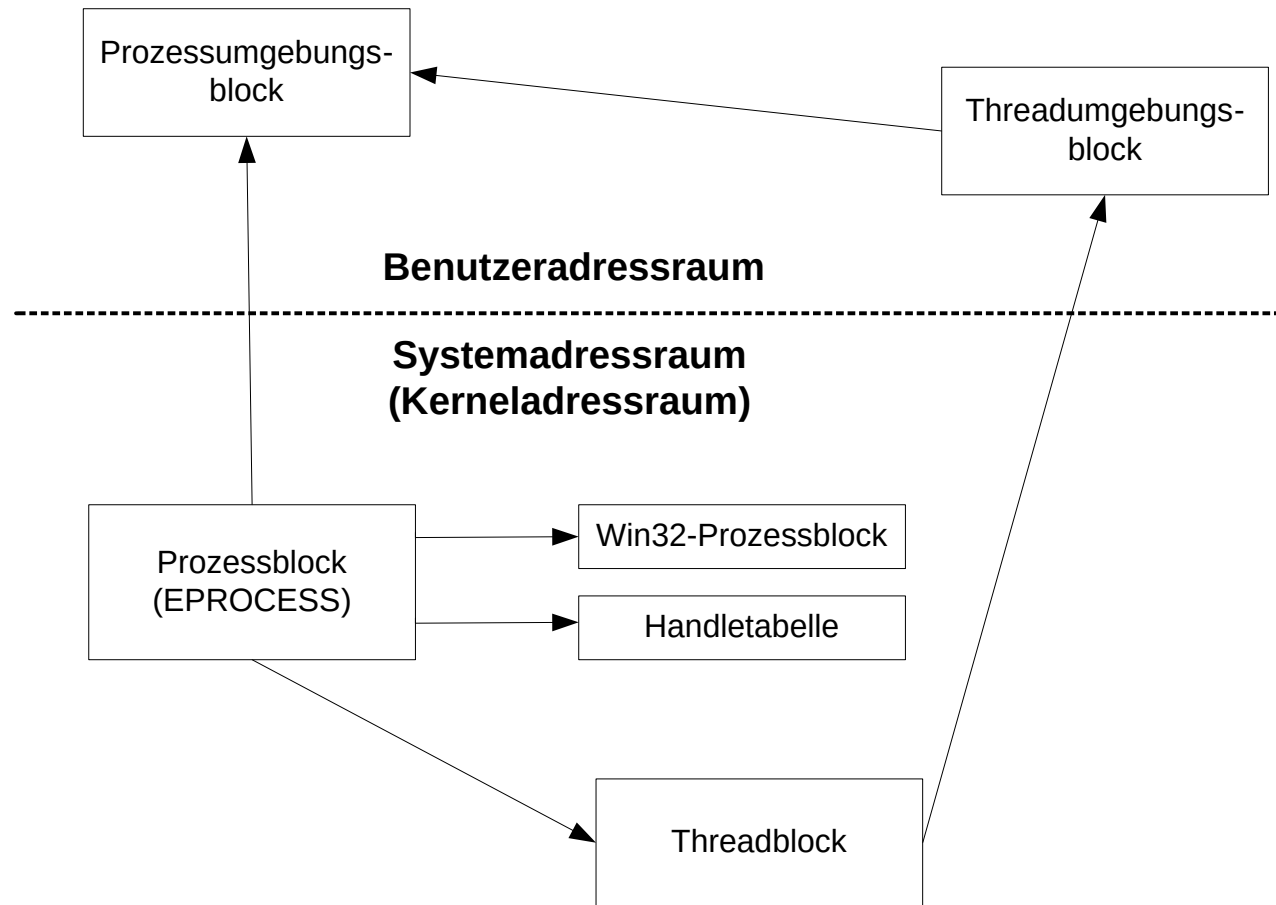 Prozessumgebungs-
block
Threadumgebungs-
block
Benutzeradressraum
Systemadressraum
(Kerneladressraum)
Prozessblock
(EPROCESS)
Win32-Prozessblock
Handletabelle
Threadblock